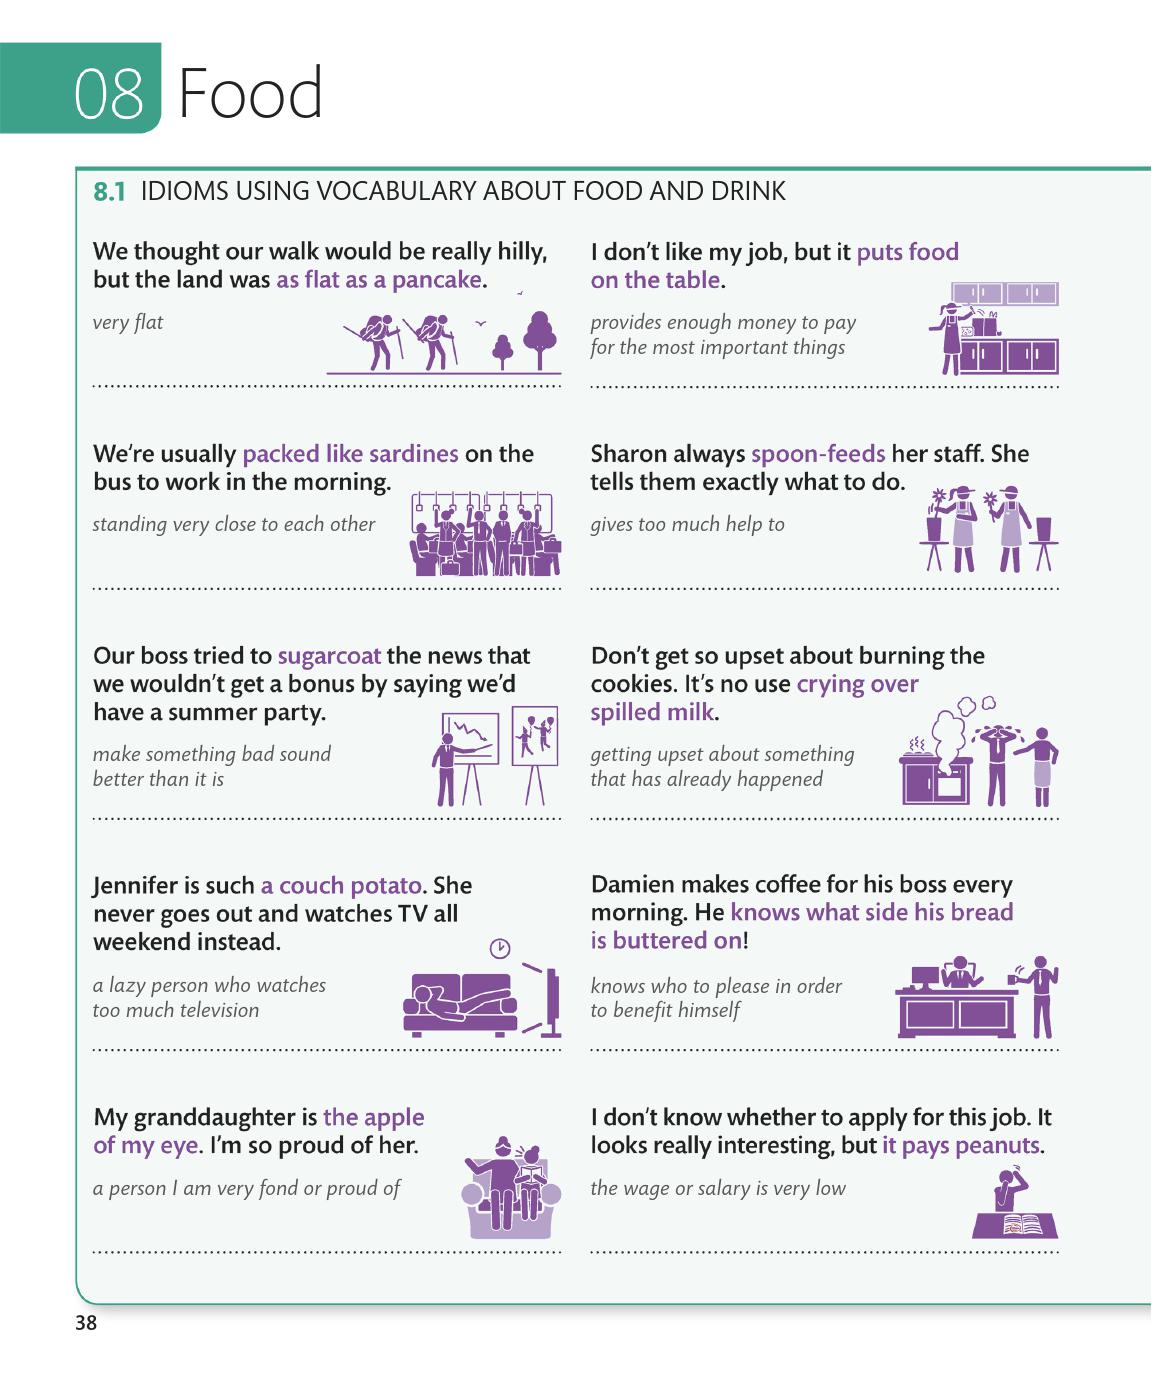 08 Food
8.1 IDIOMS USING VOCABULARY ABOUT FOOD AND DRINK
We thought our walk would be really hilly,
but the land was as flat as a pancake.
very flat
I don't like my job, but it puts food
on the table.
provides enough money to pay
for the most important things
We're usually packed like sardines on the
bus to work in the morning.
standing very close to each other
Sharon always spoon-feeds her staff. She
tells them exactly what to do.
gives too much help to
Our boss tried to sugarcoat the news that
we wouldn't get a bonus by saying we'd
have a summer party.
make something bad sound
better than it is
Don't get so upset about burning the
cookies. It's no use crying over
spilled milk.
getting upset about something
that has already happened
Jennifer is such a couch potato. She
never goes out and watches TV all
weekend instead.
a lazy person who watches
too much television
Damien makes coffee for his boss every
morning. He knows what side his bread
is buttered on!
knows who to please in order
to benefit himself
My granddaughter is the apple
of my eye. I'm so proud of her.
a person I am very fond or proud of
I don't know whether to apply for this job. It
looks really interesting, but it pays peanuts.
the wage or salary is very low
38